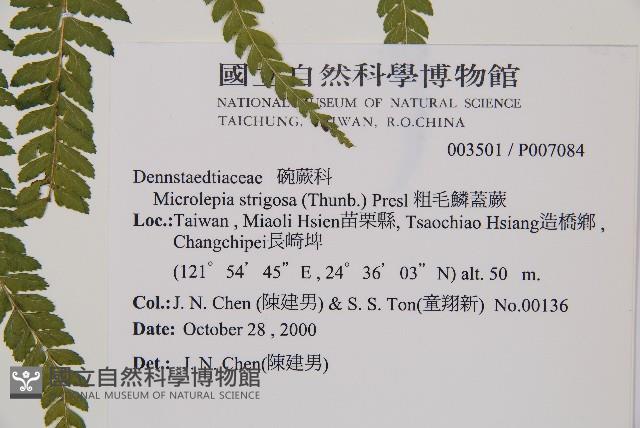 國立自然科學博物館
NATIONAL MUSEUM OF NATURAL SCIENCE
TAICHUNG, TAIWAN, R.O.CHINA
003501 / P007084
Dennstaedtiaceae 碗蕨科
Microlepia strigosa (Thunb.) Presl 粗毛鱗蓋蕨
Loc.:Taiwan , Miaoli Hsien苗栗縣, Tsaochiao Hsiang造橋鄉 ,
Changchipei長崎埤
(121° 54′ 45″ E , 24° 36′ 03″ N) alt. 50 m.
Col.: J. N. Chen (陳建男) & S. S. Ton(童翔新) No.00136
Date: October 28 , 2000
Det.: J. N. Chen(陳建男)
國立自然科學博物館
NATIONAL MUSEUM OF NATURAL SCIENCE